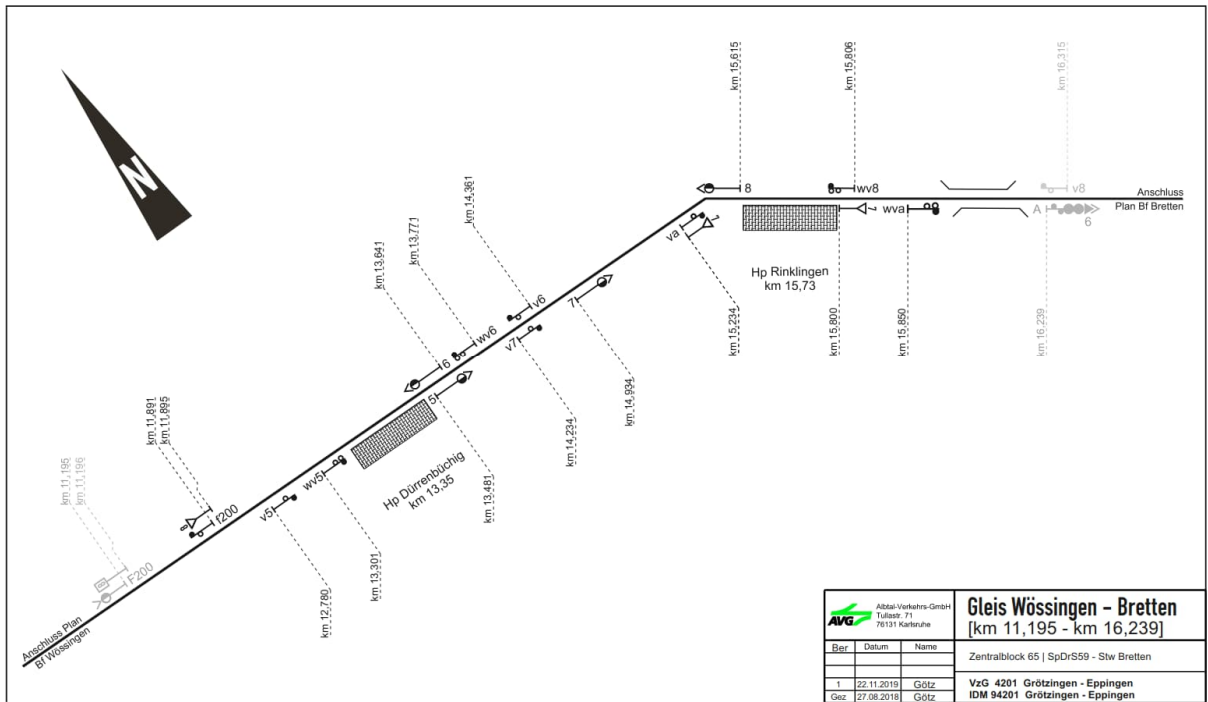 N
km 15,615
km 15,806
km 16,315
8
wv8
v8
Anschluss
Plan Bf Bretten
km 14,361
km 13,771
km 13,641
va
7
7
wva
A
6
Hp Rinklingen
km 15,73
v6
wv6
6
7
v7
5
km 15,234
km 15,800
km 15,850
km 16,239
km 14,934
km 14,234
km 11,891
km 11,895
km 11,195
km 11,196
Hp Dürrenbüchig
km 13,35
km 13,481
wv5
v5
8
f200
km 13,301
km 12,780
F200
Anschluss Plan
Bf Wössingen
AVG
Albtal-Verkehrs-GmbH
Tullastr. 71
76131 Karlsruhe
Gleis Wössingen - Bretten
[km 11,195 - km 16,239]
Ber Datum Name
Zentralblock 65 | SpDrS59 - Stw Bretten
1 22.11.2019 Götz
Gez 27.08.2018 Götz
VzG 4201 Grötzingen - Eppingen
IDM 94201 Grötzingen - Eppingen